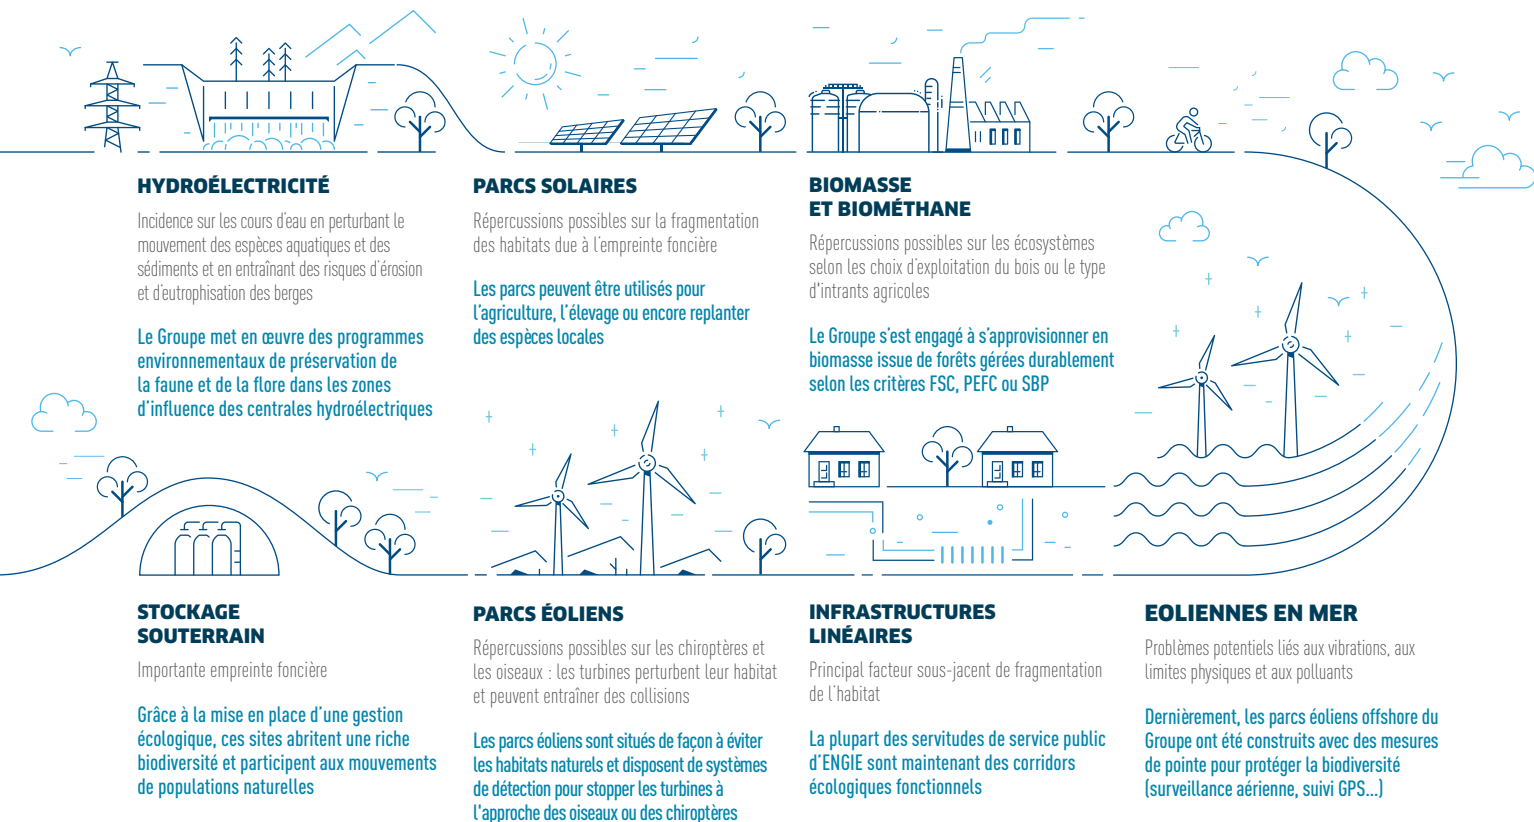 HYDROÉLECTRICITÉ
Incidence sur les cours d'eau en perturbant le
mouvement des espèces aquatiques et des
sédiments et en entraînant des risques d'érosion
et d'eutrophisation des berges
Le Groupe met en œuvre des programmes
environnementaux de préservation de
la faune et de la flore dans les zones
d'influence des centrales hydroélectriques
PARCS SOLAIRES
Répercussions possibles sur la fragmentation
des habitats due à l'empreinte foncière
Les parcs peuvent être utilisés pour
l'agriculture, l'élevage ou encore replanter
des espèces locales
BIOMASSE
ET BIOMÉTHANE
Répercussions possibles sur les écosystèmes
selon les choix d'exploitation du bois ou le type
d'intrants agricoles
Le Groupe s'est engagé à s'approvisionner en
biomasse issue de forêts gérées durablement
selon les critères FSC, PEFC ou SBP
STOCKAGE
SOUTERRAIN
Importante empreinte foncière
Grâce à la mise en place d'une gestion
écologique, ces sites abritent une riche
biodiversité et participent aux mouvements
de populations naturelles
PARCS ÉOLIENS
Répercussions possibles sur les chiroptères et
les oiseaux : les turbines perturbent leur habitat
et peuvent entraîner des collisions
Les parcs éoliens sont situés de façon à éviter
les habitats naturels et disposent de systèmes
de détection pour stopper les turbines à
l'approche des oiseaux ou des chiroptères
INFRASTRUCTURES
LINÉAIRES
Principal facteur sous-jacent de fragmentation
de l'habitat
La plupart des servitudes de service public
d'ENGIE sont maintenant des corridors
écologiques fonctionnels
EOLIENNES EN MER
Problèmes potentiels liés aux vibrations, aux
limites physiques et aux polluants
Dernièrement, les parcs éoliens offshore du
Groupe ont été construits avec des mesures
de pointe pour protéger la biodiversité
(surveillance aérienne, suivi GPS...)